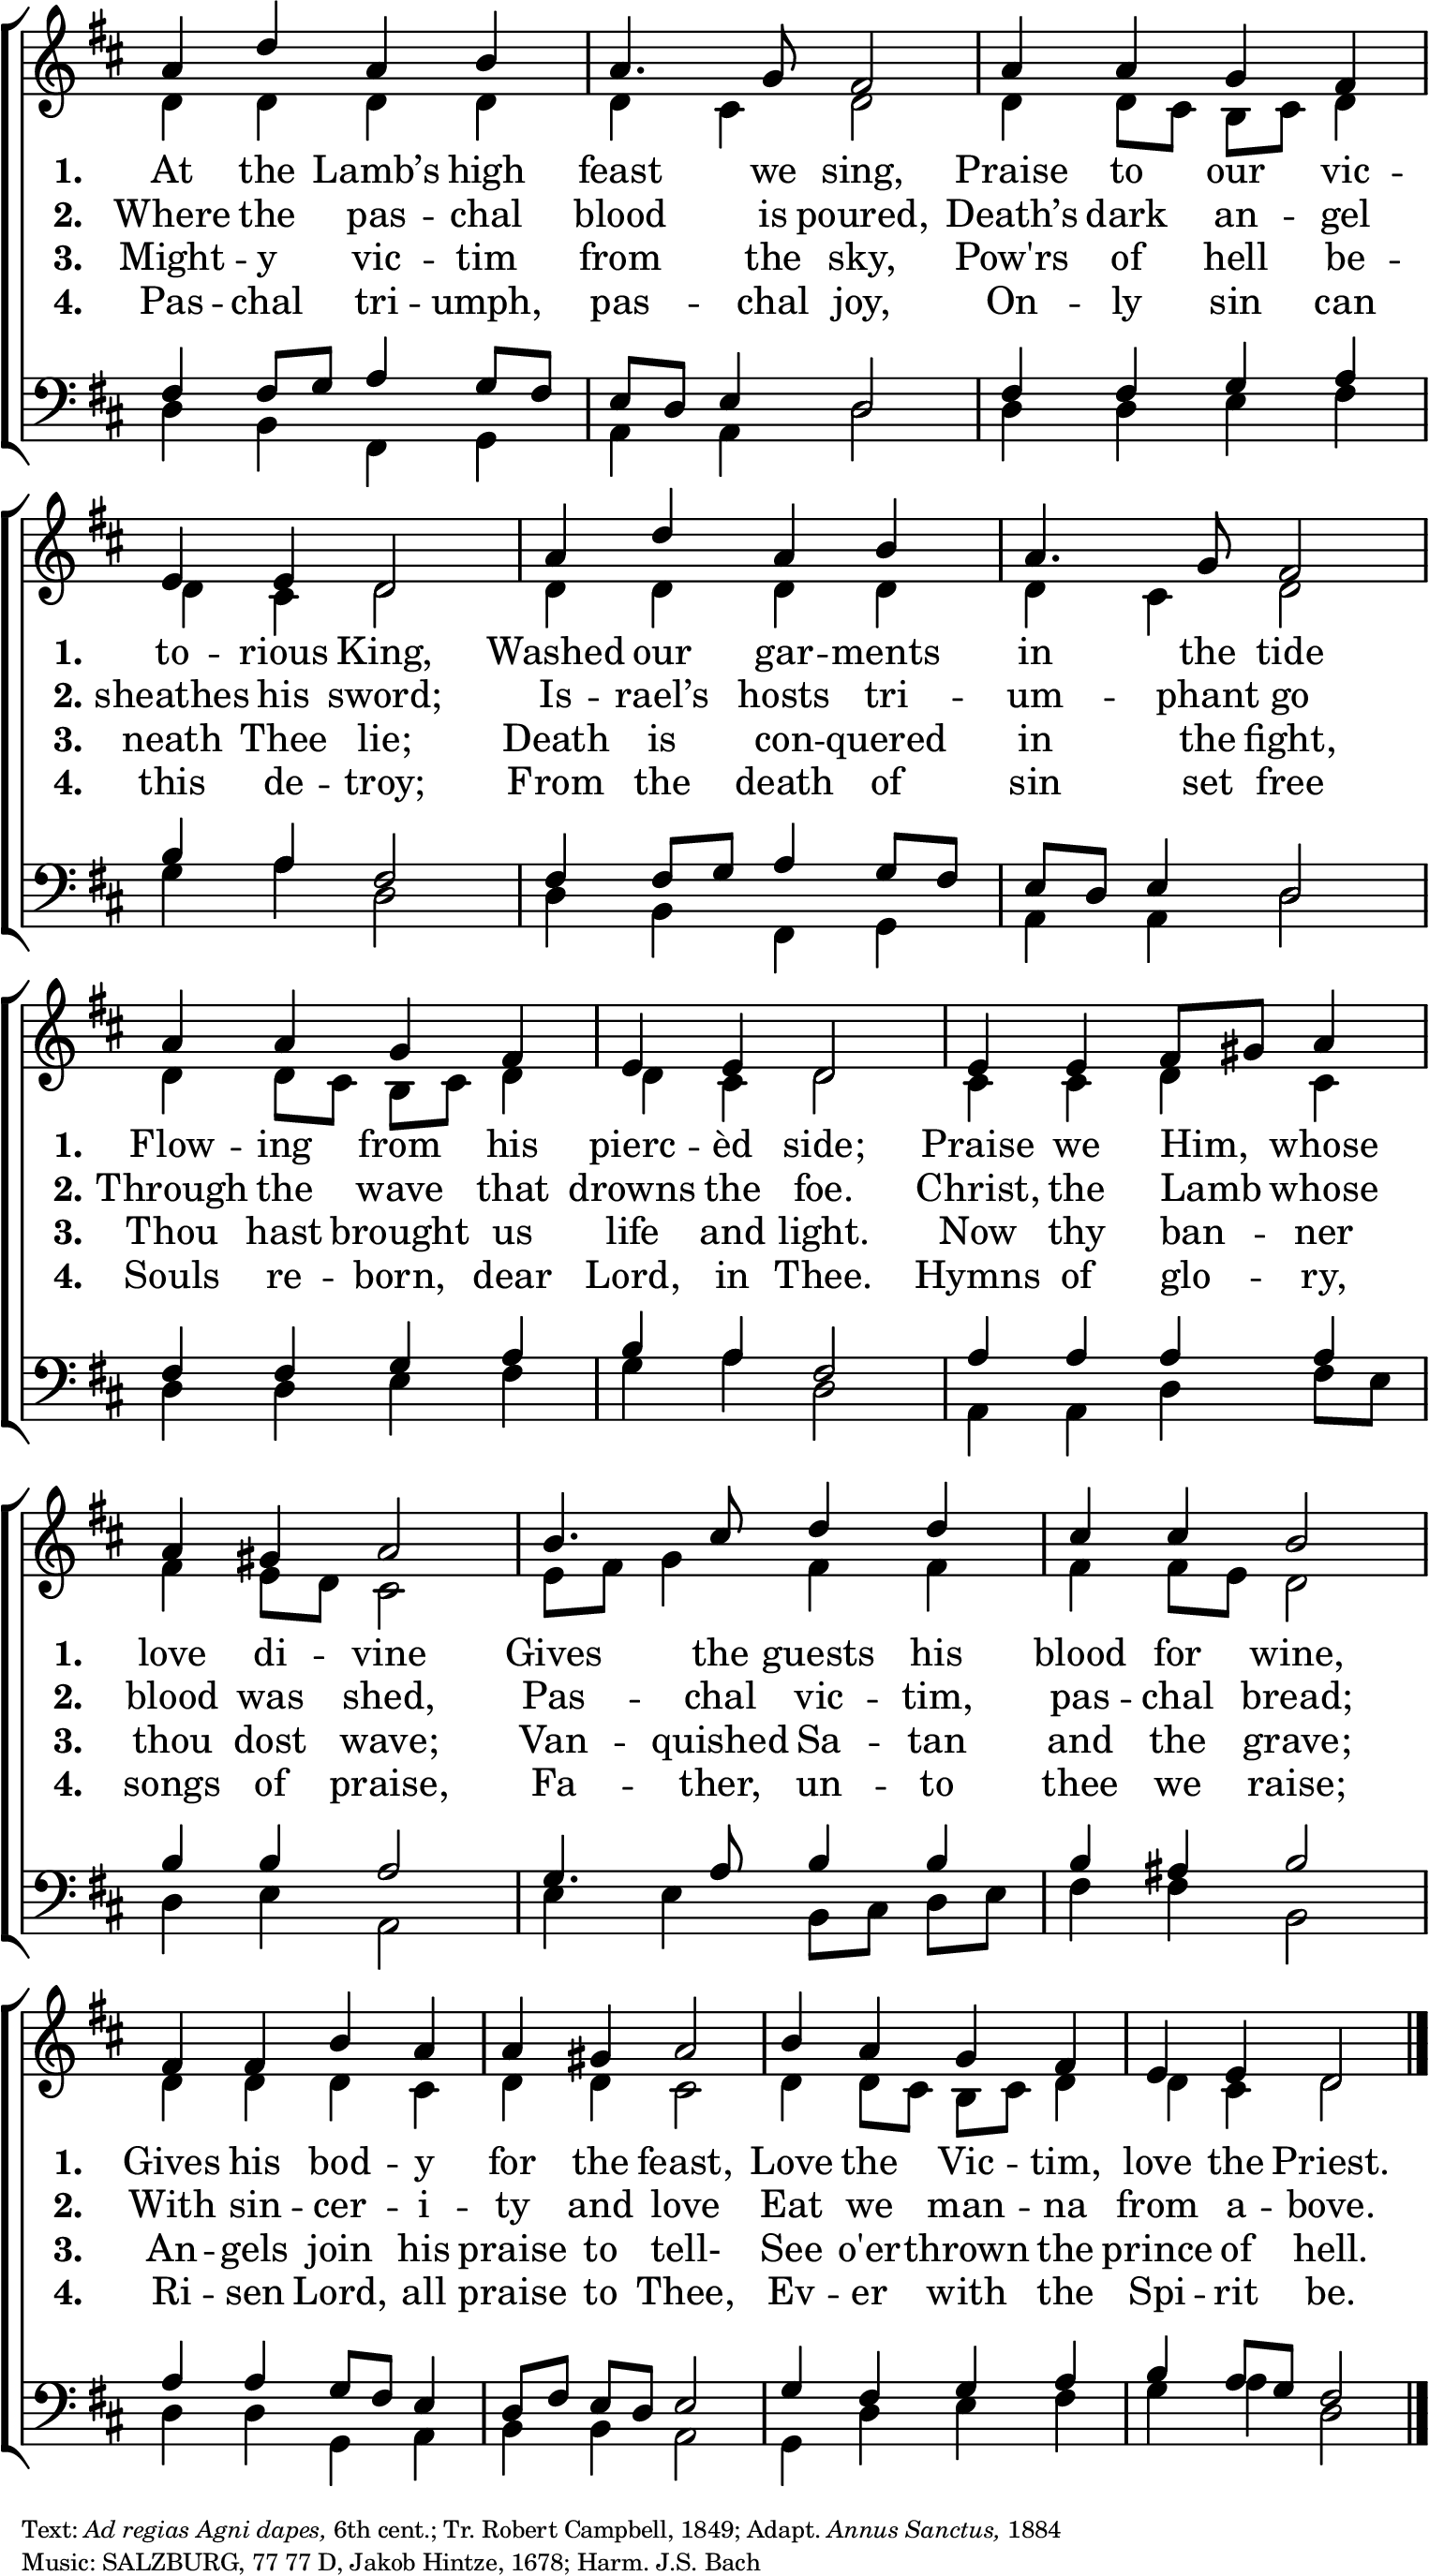 1. At the Lamb’s high feast we sing, Praise to our vic --
2. Where the pas -- chal blood is poured, Death’s dark an -- gel
3. Might -- y vic -- tim from the sky, Pow'rs of hell be --
4. Pas -- chal tri -- umph, pas -- chal joy, On -- ly sin can
1. to -- rious King, Washed our gar -- ments in the tide
2. sheathes his sword; Is -- rael’s hosts tri -- um -- phant go
3. neath Thee lie; Death is con -- quered in the fight,
4. this de -- troy; From the death of sin set free
1. Flow -- ing from his pierc -- èd side; Praise we Him, whose
2. Through the wave that drowns the foe. Christ, the Lamb whose
3. Thou hast brought us life and light. Now thy ban -- ner
4. Souls re -- born, dear Lord, in Thee. Hymns of glo -- ry,
1. love di -- vine Gives the guests his blood for wine,
2. blood was shed, Pas -- chal vic -- tim, pas -- chal bread;
3. thou dost wave; Van -- quished Sa -- tan and the grave;
4. songs of praise, Fa -- ther, un -- to thee we raise;
1. Gives his bod -- y for the feast, Love the Vic -- tim, love the Priest.
2. With sin -- cer -- i -- ty and love Eat we man -- na from a -- bove.
3. An -- gels join his praise to tell- See o'er -- thrown the prince of hell.
4. Ri -- sen Lord, all praise to Thee, Ev -- er with the Spi -- rit be.
Text: Ad regias Agni dapes, 6th cent.; Tr. Robert Campbell, 1849; Adapt. Annus Sanctus, 1884
Music: SALZBURG, 77 77 D, Jakob Hintze, 1678; Harm. J.S. Bach